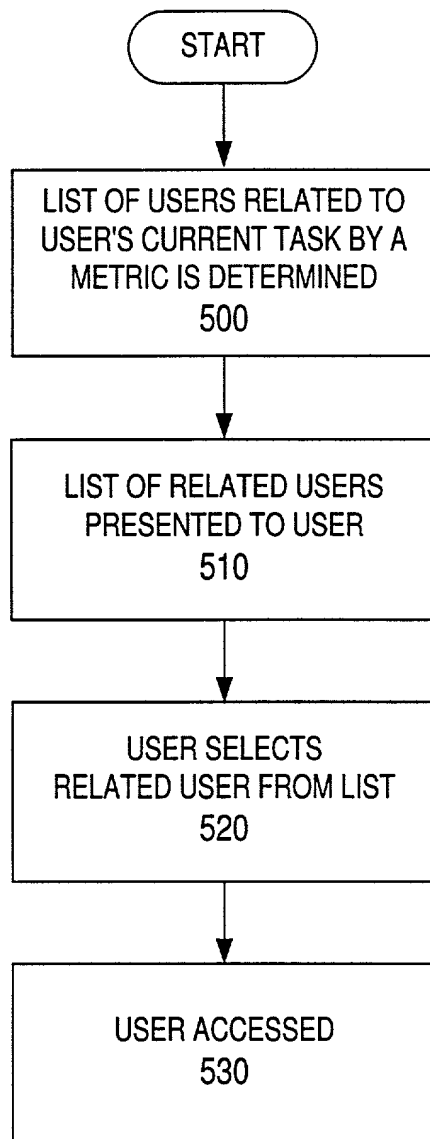 START
LIST OF USERS RELATED TO
USER'S CURRENT TASK BY A
METRIC IS DETERMINED
500
LIST OF RELATED USERS
PRESENTED TO USER
510
USER SELECTS
RELATED USER FROM LIST
520
USER ACCESSED
530